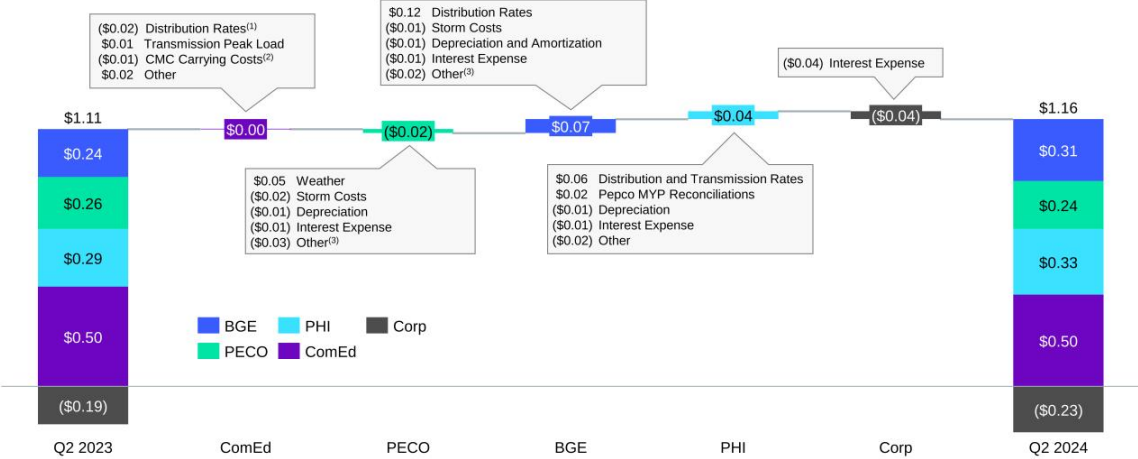 ($0.02) Distribution Rates(1)
$0.01 Transmission Peak Load
($0.01) CMC Carrying Costs(2)
$0.02 Other
$0.12 Distribution Rates
($0.01) Storm Costs
($0.01) Depreciation and Amortization
($0.01) Interest Expense
($0.02) Other(3)
($0.04) Interest Expense
$1.11
$0.00
($0.02)
$0.07
$0.04
($0.04)
$1.16
$0.24
$0.26
$0.29
$0.50
($0.19)
$0.05 Weather
($0.02) Storm Costs
($0.01) Depreciation
($0.01) Interest Expense
($0.03) Other(3)
$0.06 Distribution and Transmission Rates
$0.02 Pepco MYP Reconciliations
($0.01) Depreciation
($0.01) Interest Expense
($0.02) Other
$0.31
$0.24
$0.33
$0.50
($0.23)
BGE PHI Corp
PECO ComEd
Q2 2023 ComEd PECO BGE PHI Corp Q2 2024